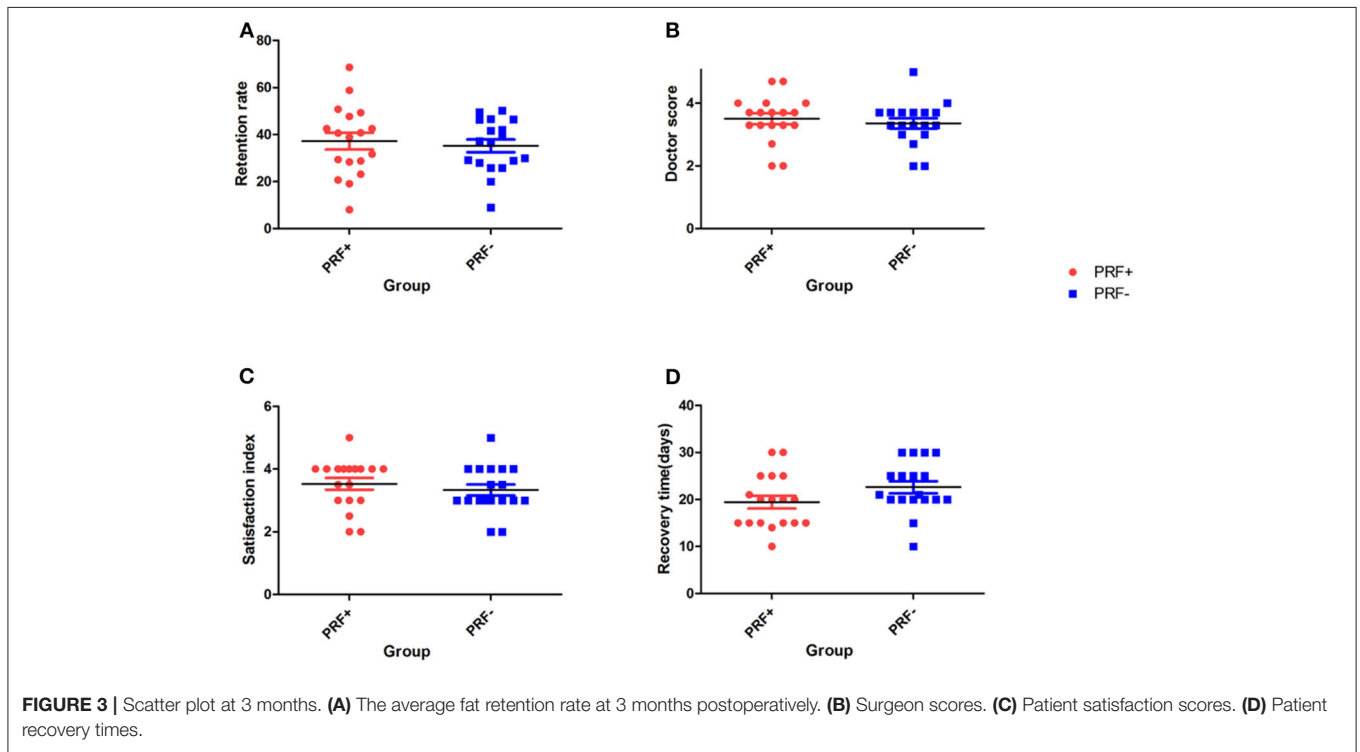 A
80
60
40
20
0
Retention rate
PRF+
PRF-
Group
B
4
2
0
Doctor score
PRF+
PRF-
Group
PRF+
PRF-
C
6
4
2
0
Satisfaction index
PRF+
PRF-
Group
D
40
30
20
10
0
Recovery time(days)
PRF+
PRF-
Group
FIGURE 3 | Scatter plot at 3 months. (A) The average fat retention rate at 3 months postoperatively. (B) Surgeon scores. (C) Patient satisfaction scores. (D) Patient
recovery times.